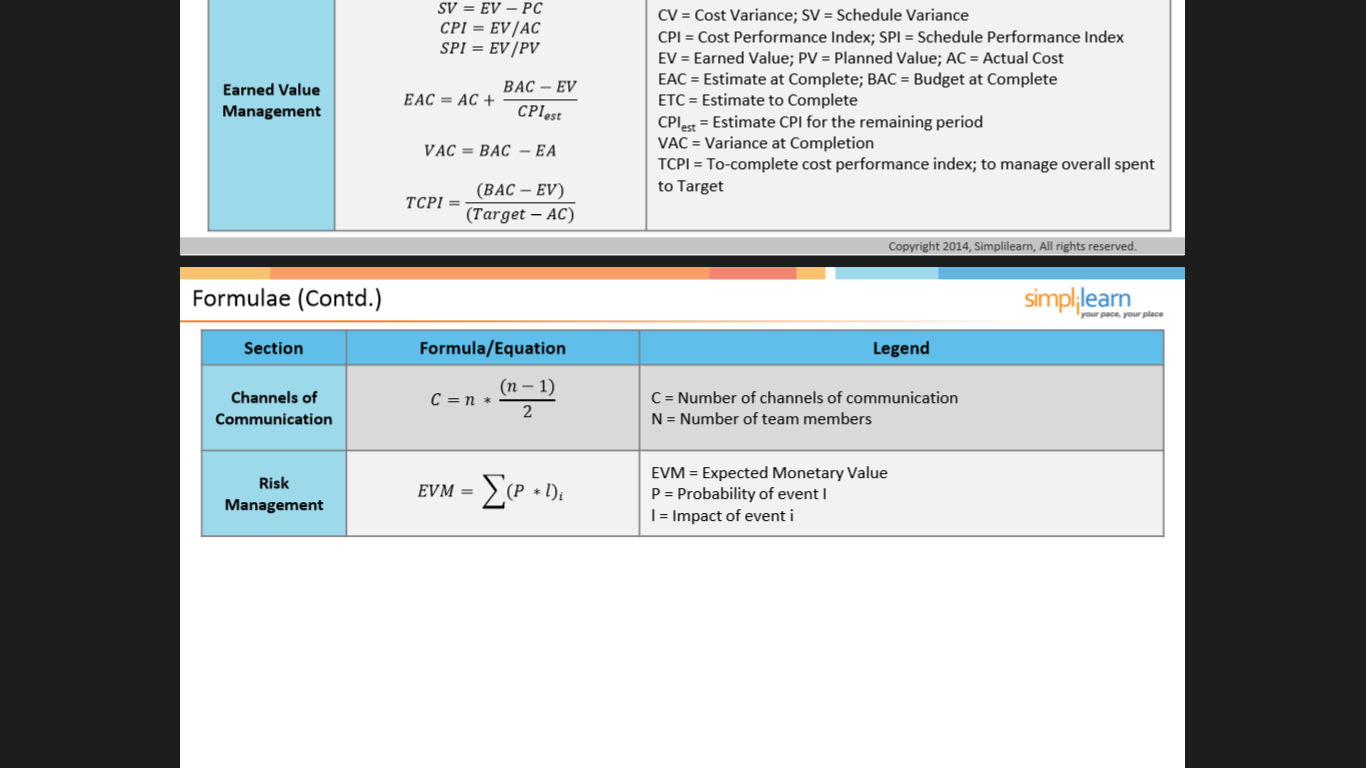 SV = EV − PC
CPI = EV/AC
SPI = EV/PV
Earned Value
Management
EAC = AC + (BAC − EV) / CPIest
VAC = BAC − EA
TCPI = (BAC − EV) / (Target − AC)
CV = Cost Variance; SV = Schedule Variance
CPI = Cost Performance Index; SPI = Schedule Performance Index
EV = Earned Value; PV = Planned Value; AC = Actual Cost
EAC = Estimate at Complete; BAC = Budget at Complete
ETC = Estimate to Complete
CPIest = Estimate CPI for the remaining period
VAC = Variance at Completion
TCPI = To-complete cost performance index; to manage overall spent
to Target
Copyright 2014, Simplilearn, All rights reserved.
Formulae (Contd.)
simplilearn
your pace, your place
Section
Formula/Equation
Legend
Channels of
Communication
C = n * (n − 1) / 2
C = Number of channels of communication
N = Number of team members
Risk
Management
EVM = ∑(P * l)i
EVM = Expected Monetary Value
P = Probability of event I
l = Impact of event i